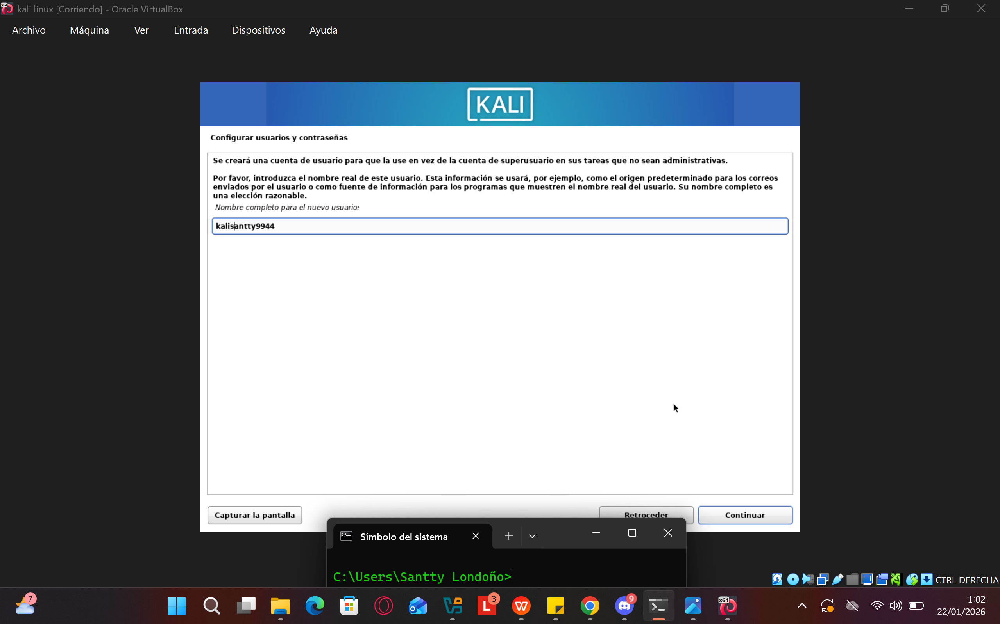 kali linux [Corriendo] - Oracle VirtualBox
Archivo Máquina Ver Entrada Dispositivos Ayuda
KALI
Configurar usuarios y contraseñas
Se creará una cuenta de usuario para que la use en vez de la cuenta de superusuario en sus tareas que no sean administrativas.
Por favor, introduzca el nombre real de este usuario. Esta información se usará, por ejemplo, como el origen predeterminado para los correos
enviados por el usuario o como fuente de información para los programas que muestren el nombre real del usuario. Su nombre completo es
una elección razonable.
Nombre completo para el nuevo usuario:
kalisantty9944
Capturar la pantalla Retroceder Continuar
Símbolo del sistema
C:\Users\Santty Londoño>
CTRL DERECHA
7
3
L
9
x64
1:02
22/01/2026